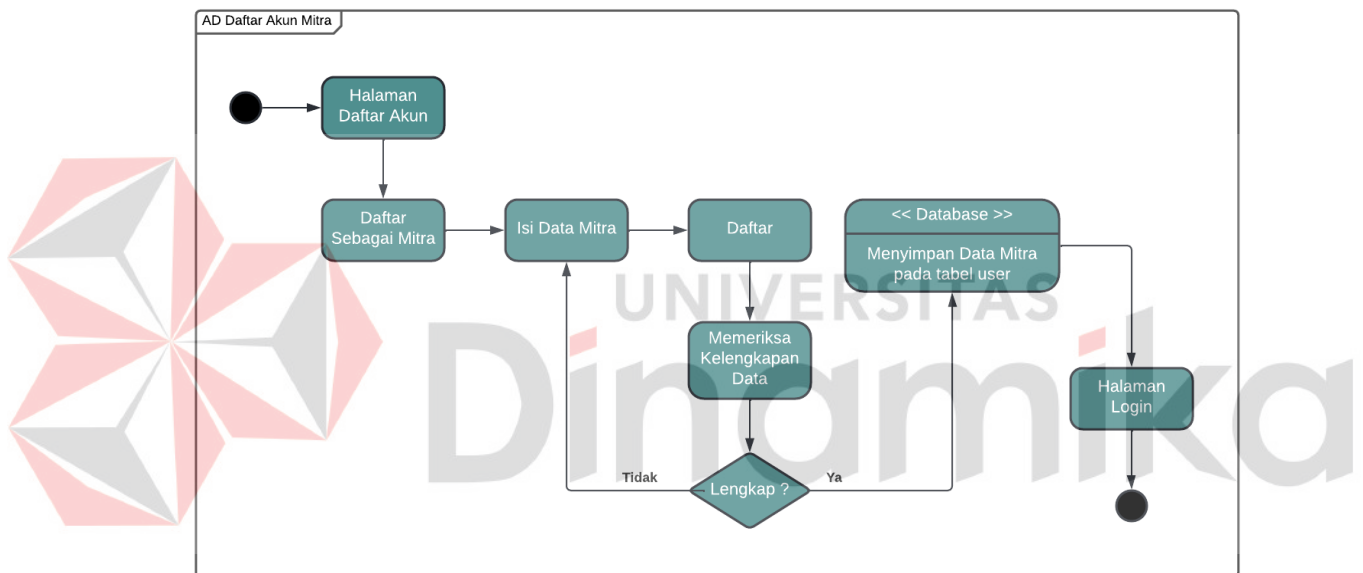 AD Daftar Akun Mitra
Halaman
Daftar Akun
Daftar
Sebagai Mitra
Isi Data Mitra
Daftar
<< Database >>
Menyimpan Data Mitra
pada tabel user
UNIVERSITAS
Dinamika
Memeriksa
Kelengkapan
Data
Halaman
Login
Tidak
Lengkap ?
Ya